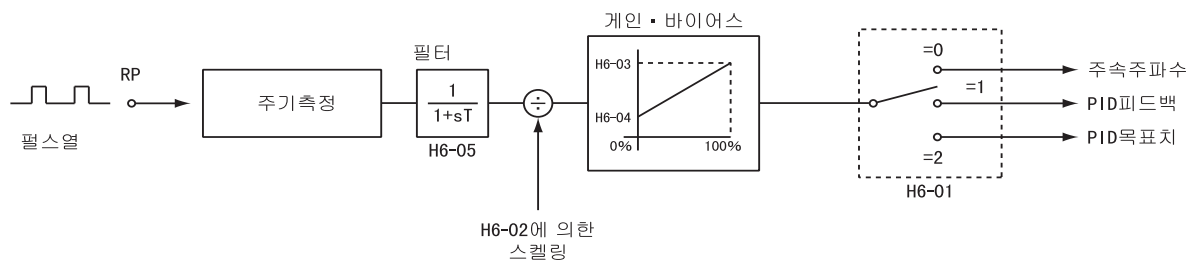 게인·바이어스
필터
RP
펄스열
주기측정
1
1+sT
H6-05
÷
H6-02에 의한
스켈링
H6-03
H6-04
0%
100%
=0
=1
=2
H6-01
주속주파수
PID피드백
PID목표치